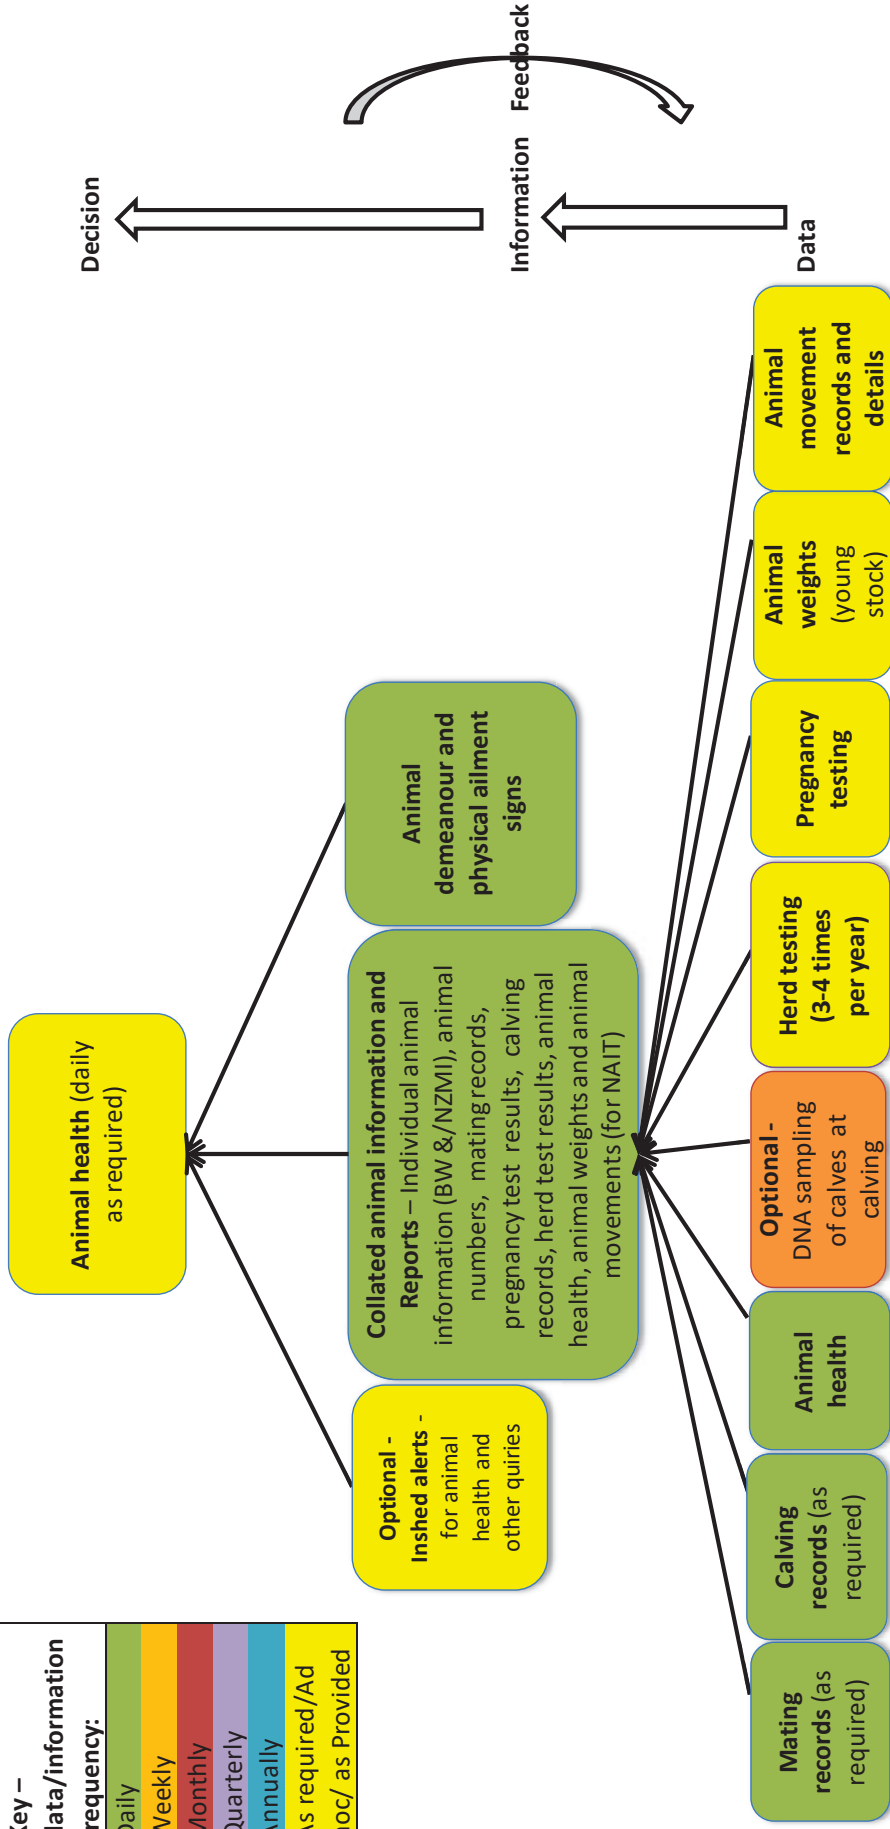 Key –
data/information
frequency:
Daily
Weekly
Monthly
Quarterly
Annually
As required/Ad
hoc/ as Provided
Animal health (daily
as required)
Decision
Optional -
Inshed alerts -
for animal
health and
other quiries
Collated animal information and
Reports – Individual animal
information (BW &/NZMI), animal
numbers, mating records,
pregnancy test results, calving
records, herd test results, animal
health, animal weights and animal
movements (for NAIT)
Animal
demeanour and
physical ailment
signs
Information
Feedback
Mating
records (as
required)
Calving
records (as
required)
Animal
health
Optional -
DNA sampling
of calves at
calving
Herd testing
(3-4 times
per year)
Pregnancy
testing
Animal
weights
(young
stock)
Animal
movement
records and
details
Data